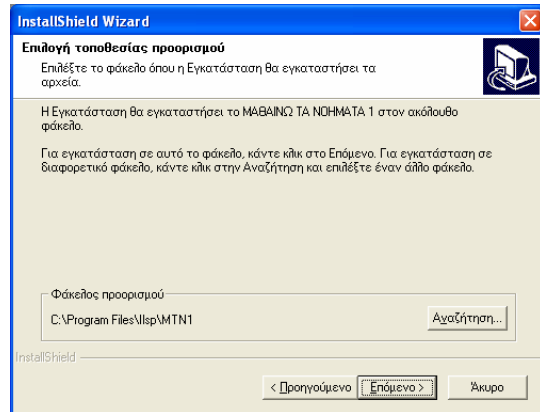 InstallShield Wizard
Επιλογή τοποθεσίας προορισμού
Επιλέξτε το φάκελο όπου η Εγκατάσταση θα εγκαταστήσει τα
αρχεία.
Η Εγκατάσταση θα εγκαταστήσει το ΜΑΘΑΙΝΩ ΤΑ ΝΟΗΜΑΤΑ 1 στον ακόλουθο
φάκελο.
Για εγκατάσταση σε αυτό το φάκελο, κάντε κλικ στο Επόμενο. Για εγκατάσταση σε
διαφορετικό φάκελο, κάντε κλικ στην Αναζήτηση και επιλέξτε έναν άλλο φάκελο.
Φάκελος προορισμού
C:\Program Files\Ilsp\MTN1
Αναζήτηση...
InstallShield
< Προηγούμενο
Επόμενο >
Άκυρο